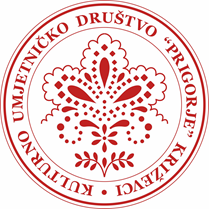 • KULTURNO UMJETNIČKO DRUŠTVO "PRIGORJE" KRIŽEVCI